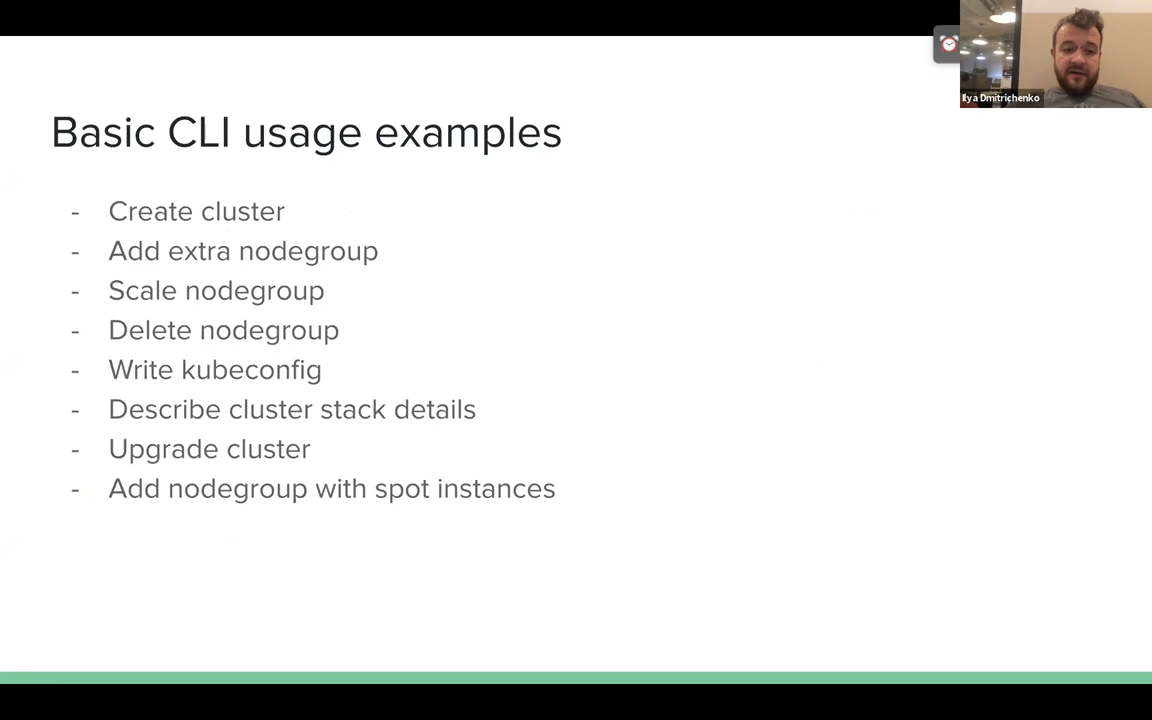 Ilya Dmitrichenko
Basic CLI usage examples
- Create cluster
- Add extra nodegroup
- Scale nodegroup
- Delete nodegroup
- Write kubeconfig
- Describe cluster stack details
- Upgrade cluster
- Add nodegroup with spot instances